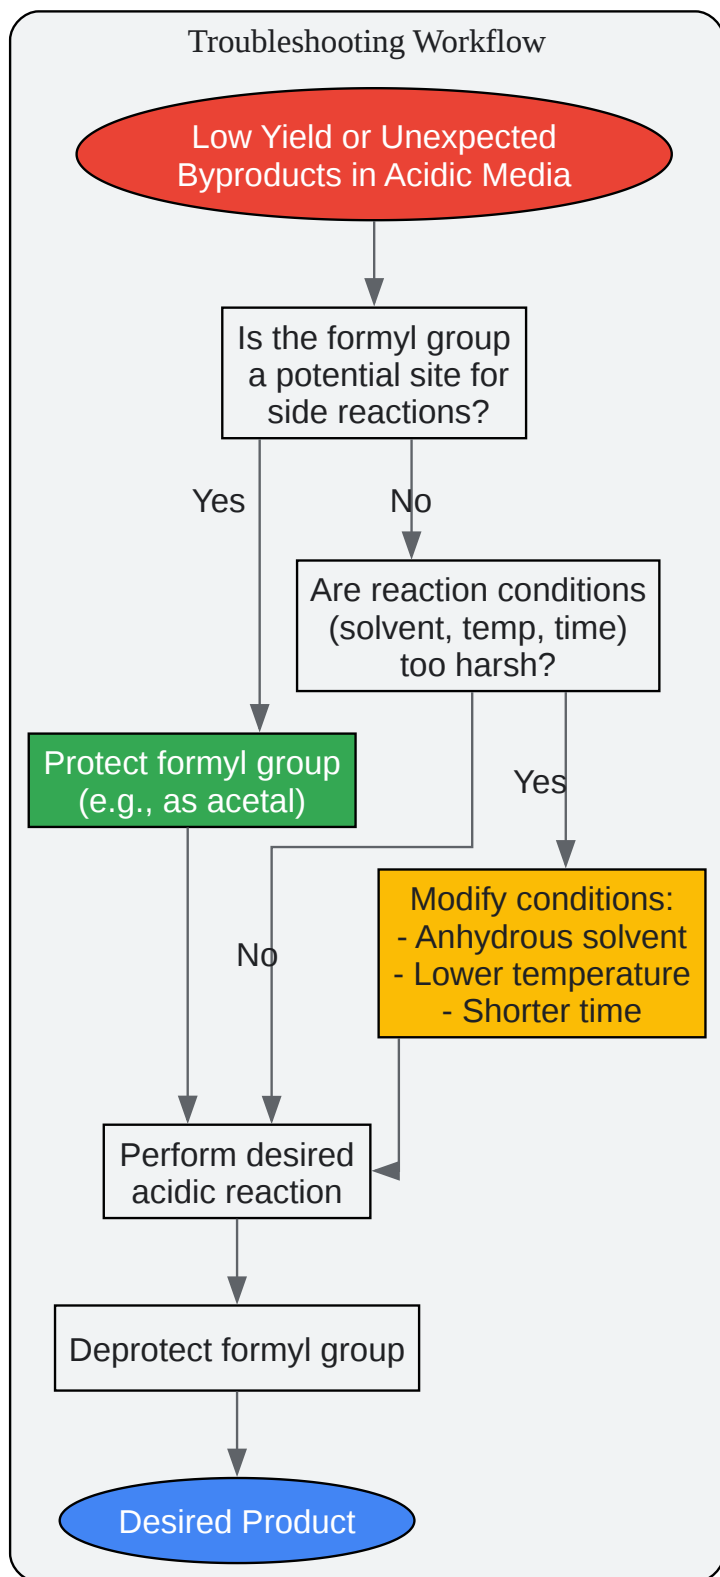 Troubleshooting Workflow
Low Yield or Unexpected
Byproducts in Acidic Media
Is the formyl group
a potential site for
side reactions?
Yes
No
Are reaction conditions
(solvent, temp, time)
too harsh?
Protect formyl group
(e.g., as acetal)
Yes
Modify conditions:
- Anhydrous solvent
- Lower temperature
- Shorter time
No
Perform desired
acidic reaction
Deprotect formyl group
Desired Product